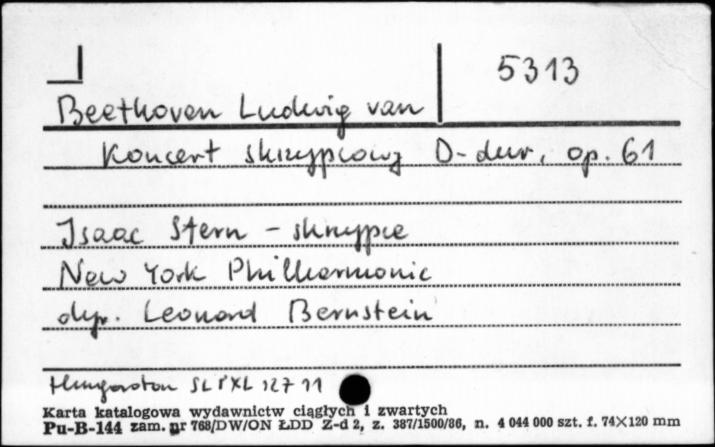 5313
Beethoven Ludwig van
Koncert skrzypcowy D-dur, op. 61
Isaac Stern - skrzypce
New York Philharmonic
dyr. Leonard Bernstein
Hungaroton SLPXL 12711
Karta katalogowa wydawnictw ciągłych i zwartych
Pu-B-144 zam. nr 768/DW/ON ŁDD Z-d 2, z. 387/1500/86, n. 4 044 000 szt. f. 74×120 mm